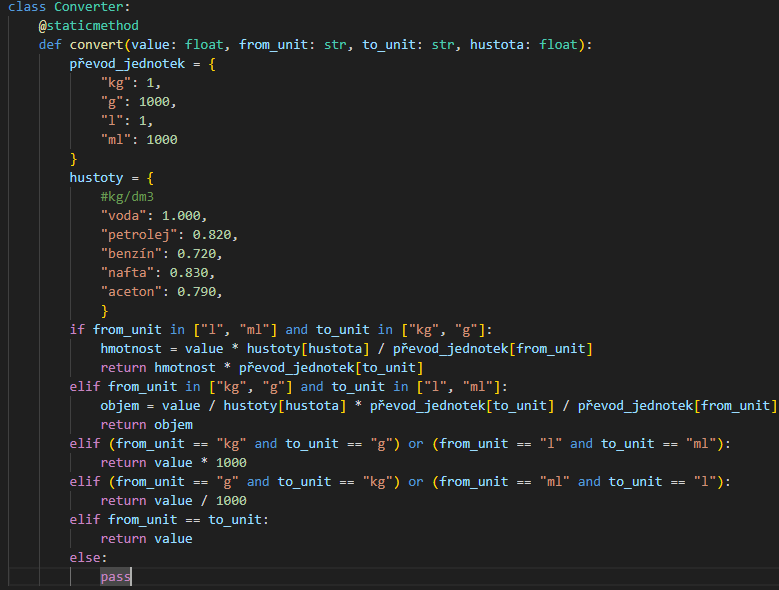 class Converter:
    @staticmethod
    def convert(value: float, from_unit: str, to_unit: str, hustota: float):
        převod_jednotek = {
            "kg": 1,
            "g": 1000,
            "l": 1,
            "ml": 1000
        }
        hustoty = {
            #kg/dm3
            "voda": 1.000,
            "petrolej": 0.820,
            "benzín": 0.720,
            "nafta": 0.830,
            "aceton": 0.790,
            }
        if from_unit in ["l", "ml"] and to_unit in ["kg", "g"]:
            hmotnost = value * hustoty[hustota] / převod_jednotek[from_unit]
            return hmotnost * převod_jednotek[to_unit]
        elif from_unit in ["kg", "g"] and to_unit in ["l", "ml"]:
            objem = value / hustoty[hustota] * převod_jednotek[to_unit] / převod_jednotek[from_unit]
            return objem
        elif (from_unit == "kg" and to_unit == "g") or (from_unit == "l" and to_unit == "ml"):
            return value * 1000
        elif (from_unit == "g" and to_unit == "kg") or (from_unit == "ml" and to_unit == "l"):
            return value / 1000
        elif from_unit == to_unit:
            return value
        else:
            pass